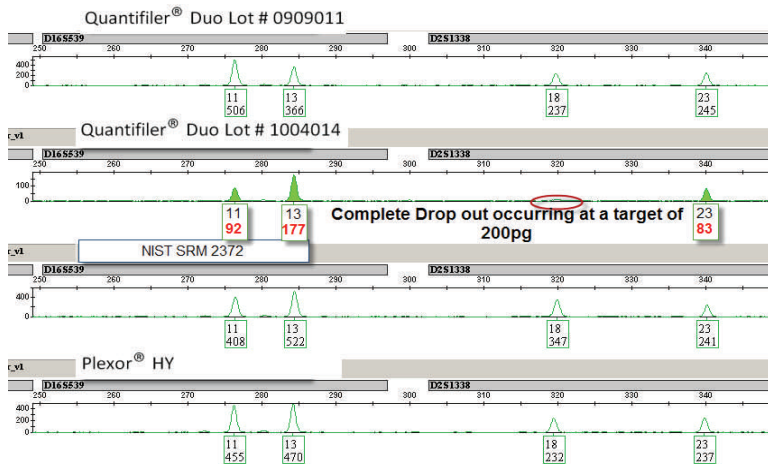 Quantifiler® Duo Lot # 0909011
D16S539 D2S1338
250 260 270 280 290 300 310 320 330 340
400
200
0
11 13 18 23
506 366 237 245
Quantifiler® Duo Lot # 1004014
r_v1
D16S539 D2S1338
250 260 270 280 290 300 310 320 330 340
100
0
11 13 Complete Drop out occurring at a target of 23
92 177 200pg 83
NIST SRM 2372
r_v1
D16S539 D2S1338
250 260 270 280 290 300 310 320 330 340
400
0
11 13 18 23
408 522 347 241
Plexor® HY
r_v1
D16S539 D2S1338
250 260 270 280 290 300 310 320 330 340
400
200
0
11 13 18 23
455 470 232 237